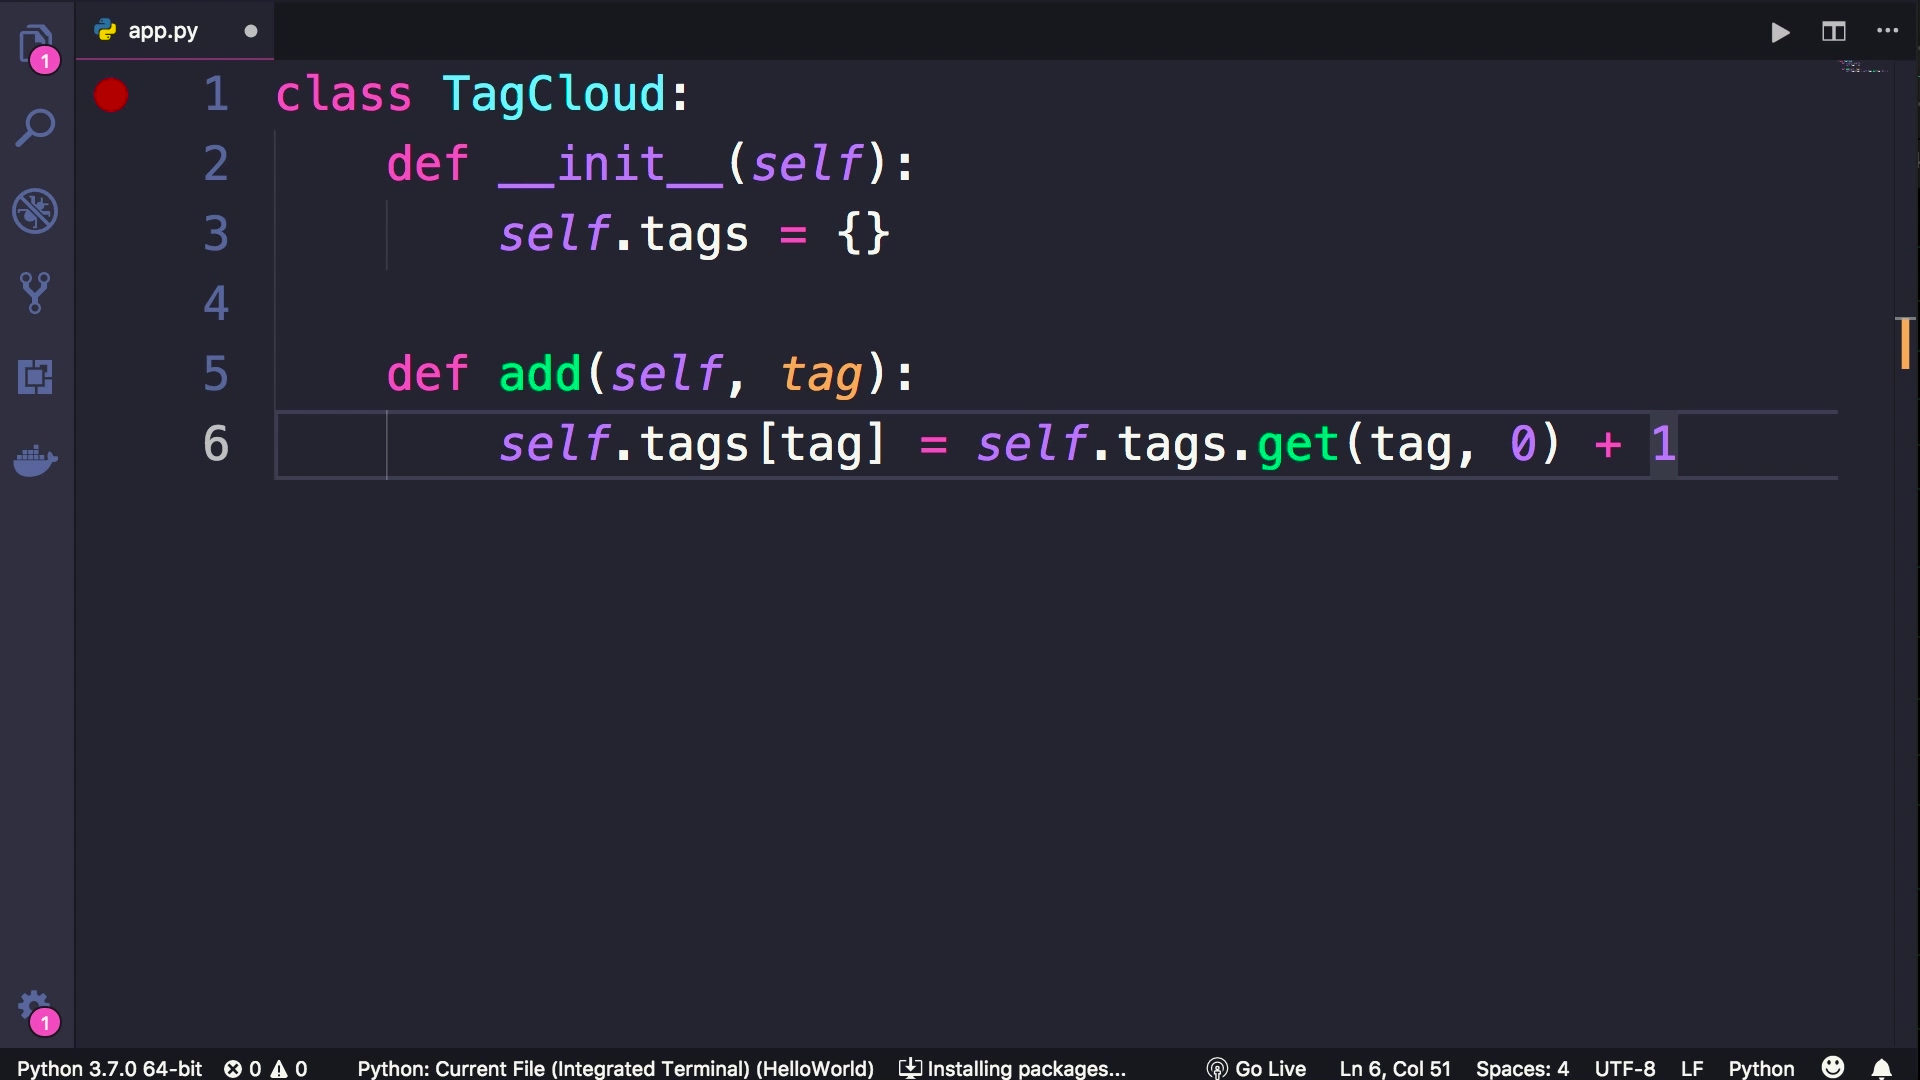 app.py
1
1 class TagCloud:
2 def __init__(self):
3 self.tags = {}
4
5 def add(self, tag):
6 self.tags[tag] = self.tags.get(tag, 0) + 1
1
Python 3.7.0 64-bit 0 0 Python: Current File (Integrated Terminal) (HelloWorld) Installing packages... Go Live Ln 6, Col 51 Spaces: 4 UTF-8 LF Python